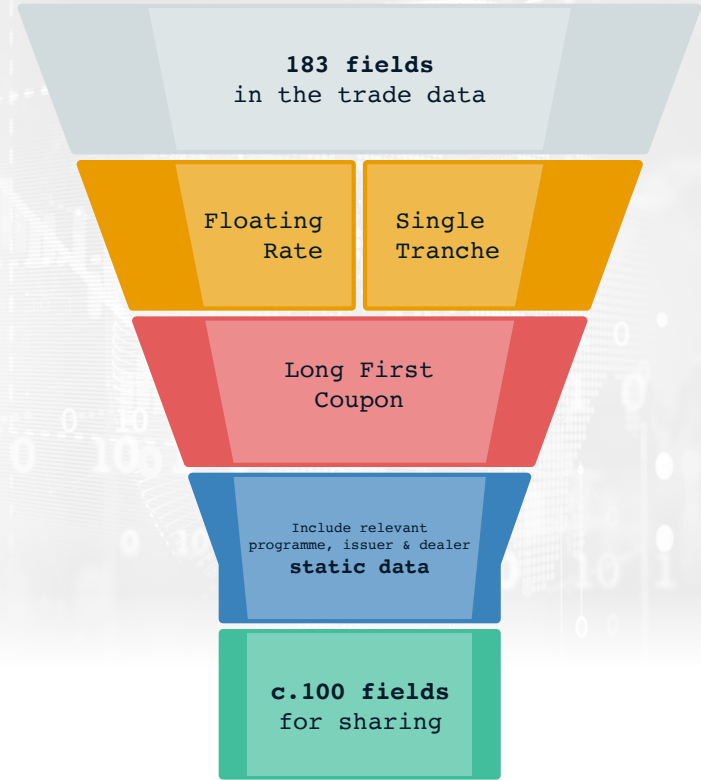 183 fields
in the trade data
Floating
Rate
Single
Tranche
Long First
Coupon
Include relevant
programme, issuer & dealer
static data
c.100 fields
for sharing